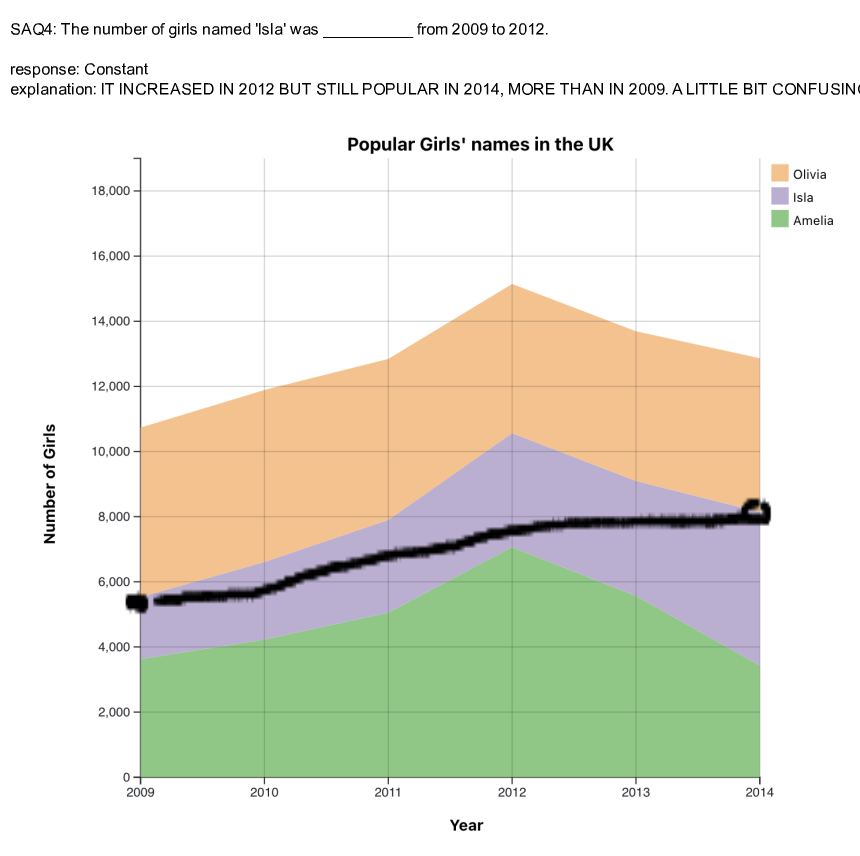 SAQ4: The number of girls named 'Isla' was ___________ from 2009 to 2012.
response: Constant
explanation: IT INCREASED IN 2012 BUT STILL POPULAR IN 2014, MORE THAN IN 2009. A LITTLE BIT
Popular Girls' names in the UK
Olivia
Isla
Amelia
18,000
16,000
14,000
12,000
10,000
8,000
6,000
4,000
2,000
0
Number of Girls
2009 2010 2011 2012 2013 2014
Year